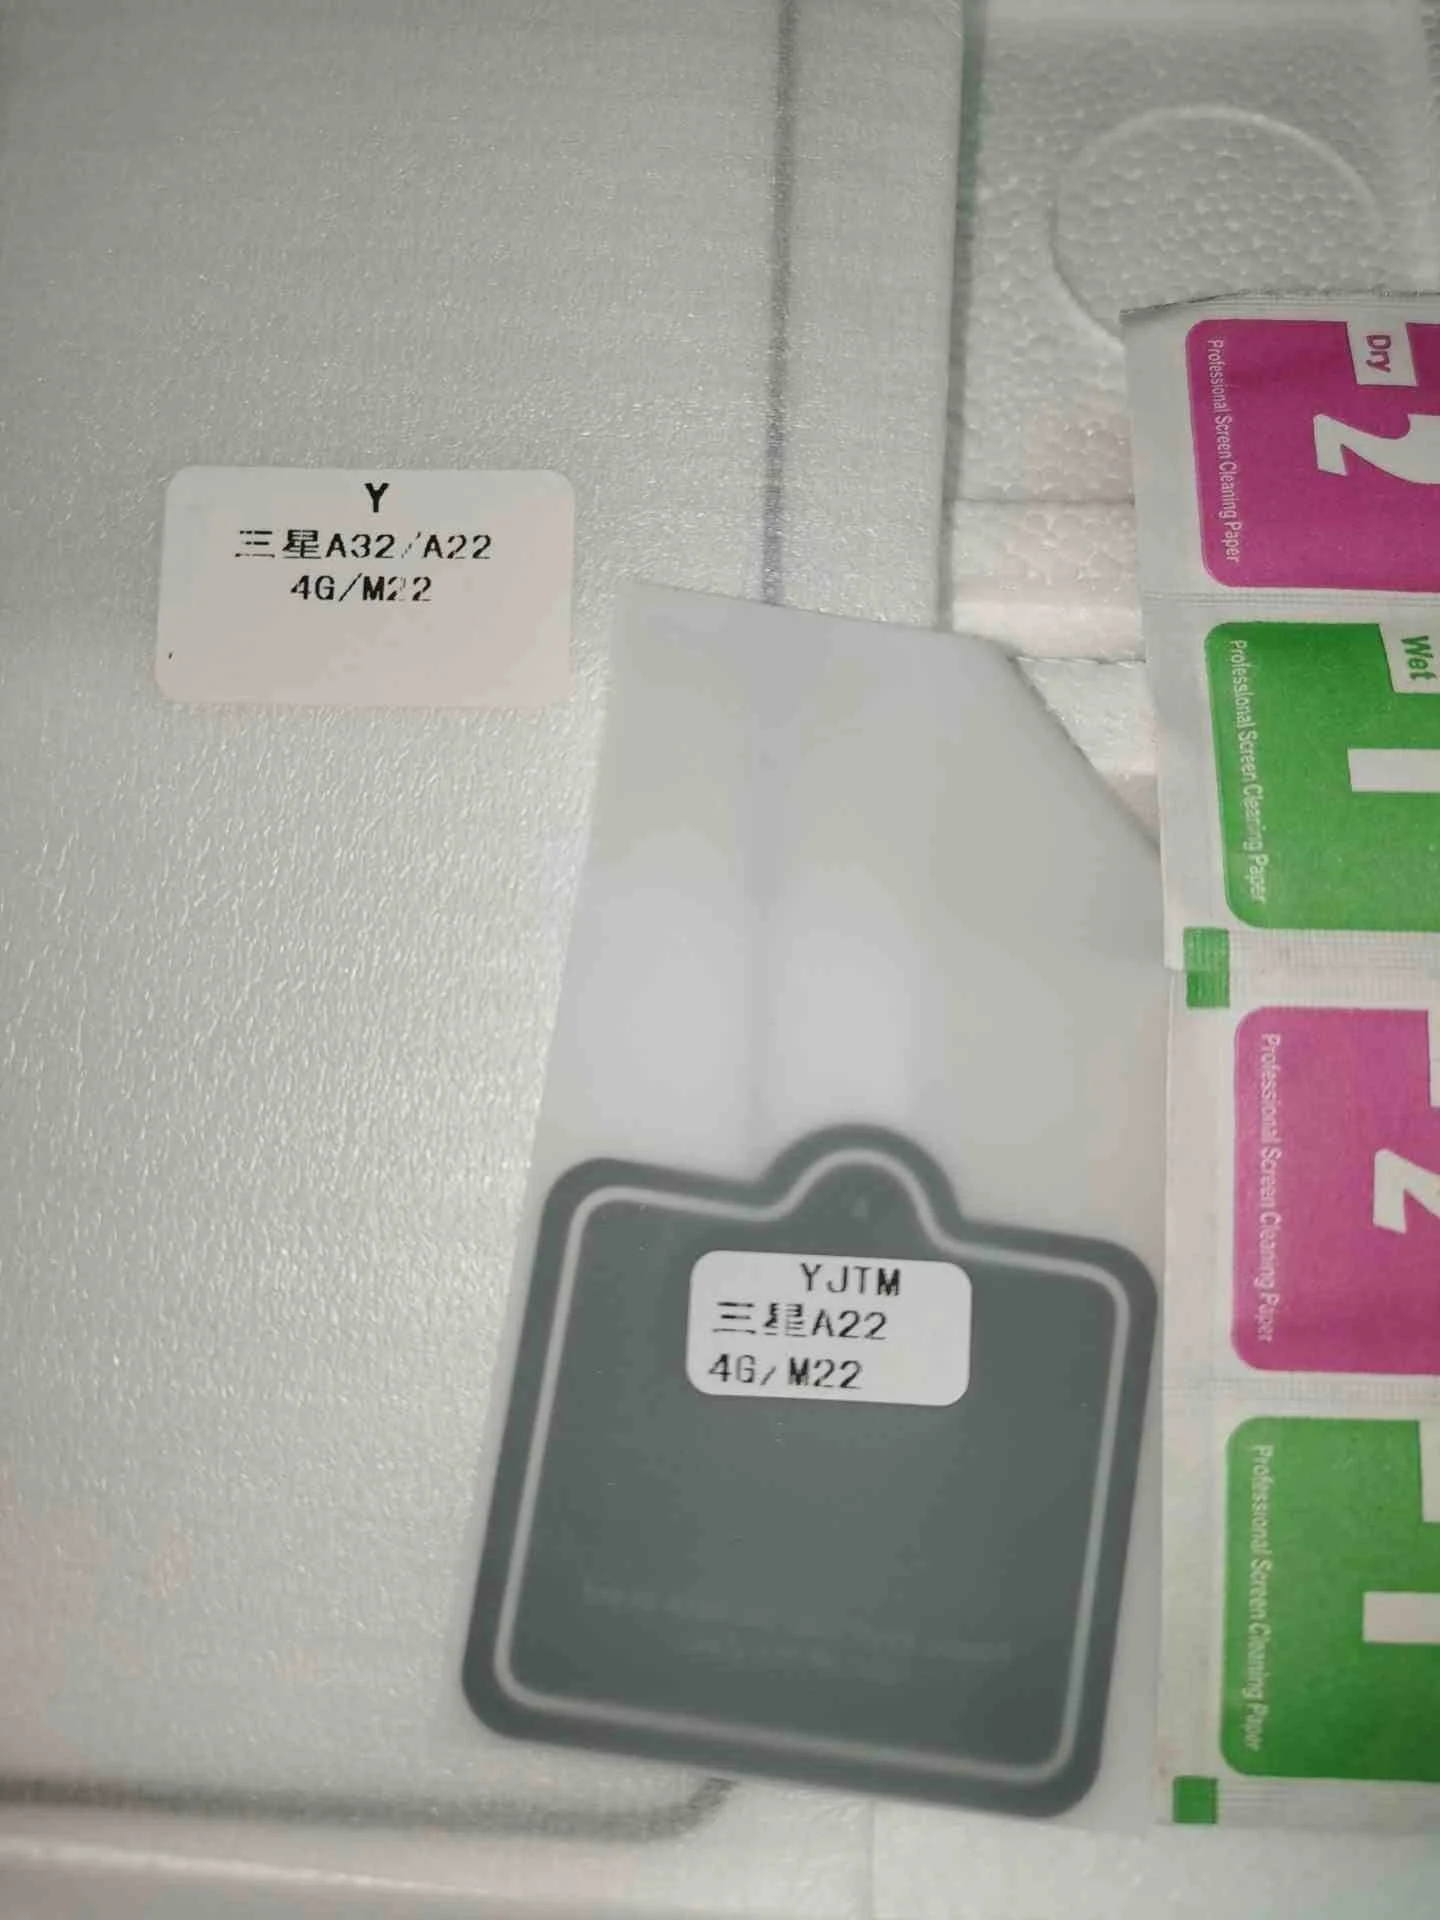 Y
三星A32/A22
4G/M22
YJTM
三星A22
4G/M22
Dry
2
Professional Screen Cleaning Paper
Wet
1
Professional Screen Cleaning Paper
2
Professional Screen Cleaning Paper
1
Professional Screen Cleaning Paper